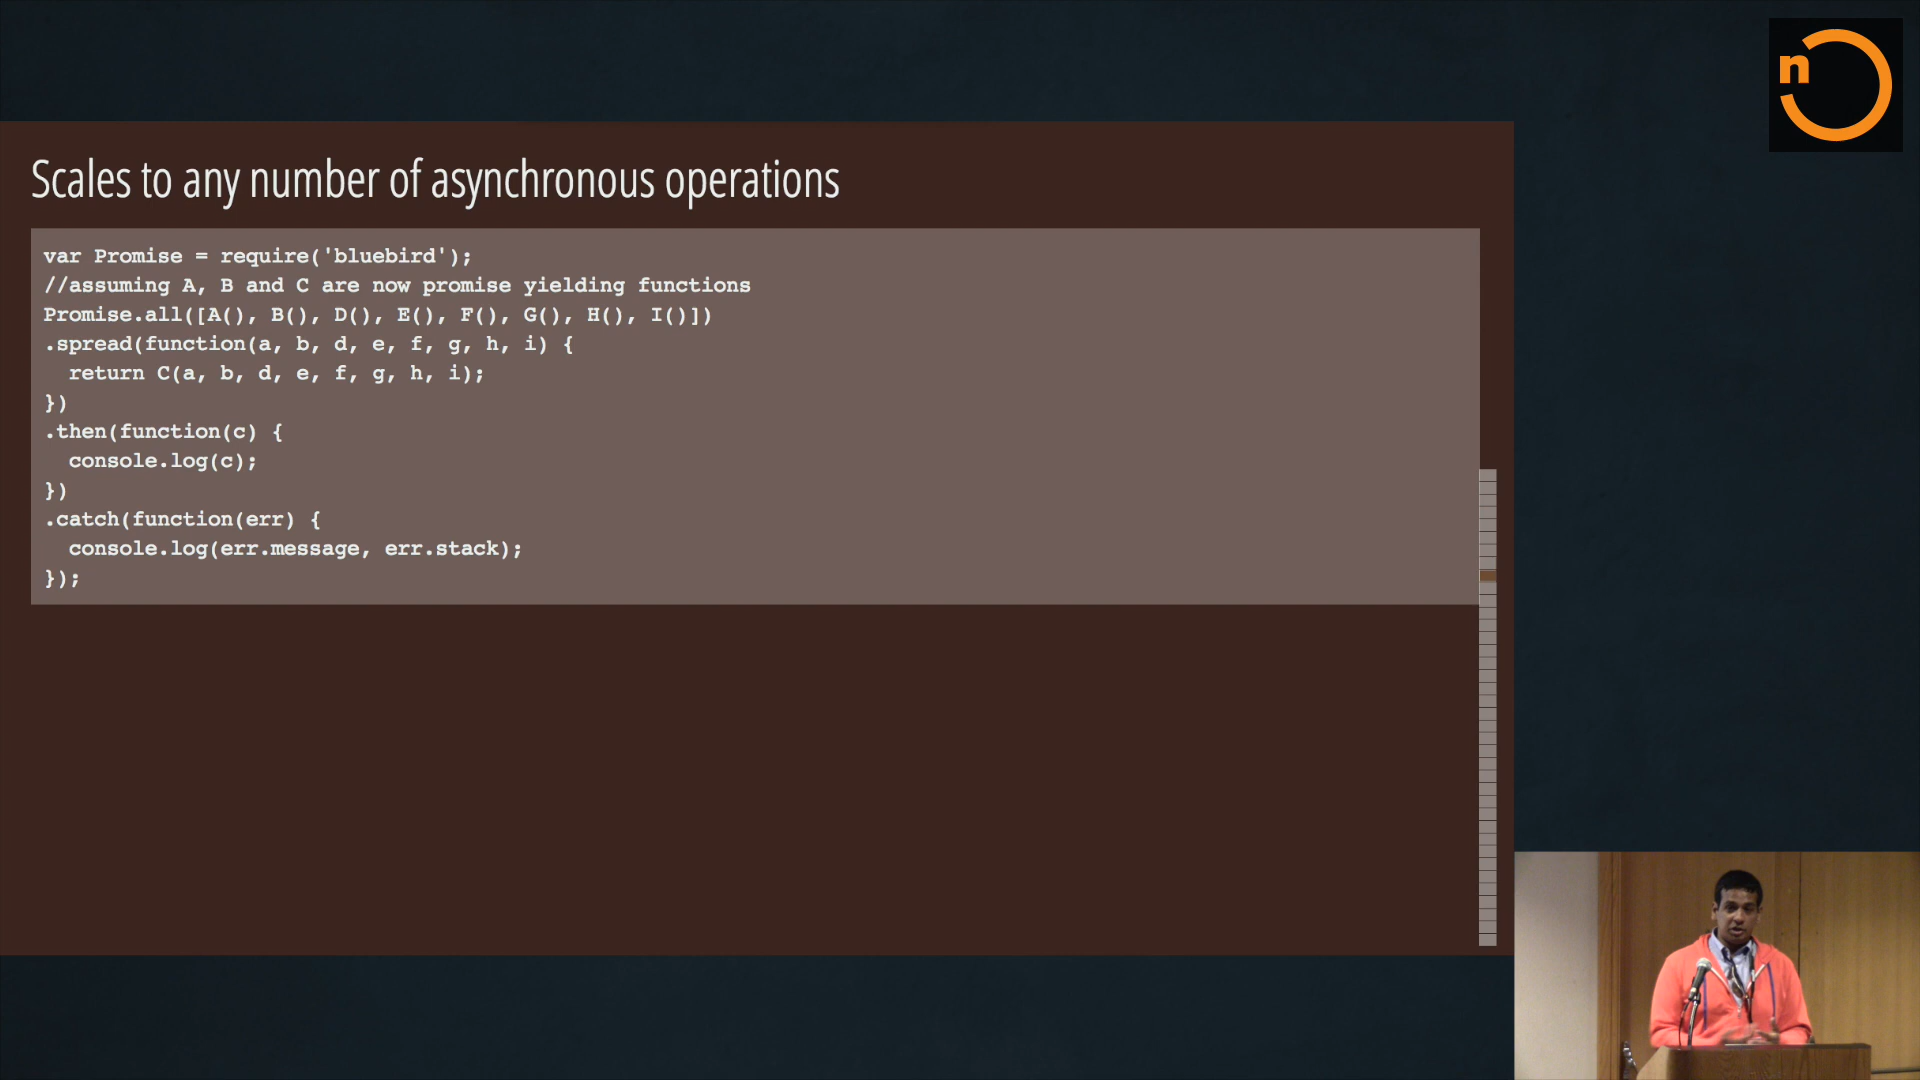 n
Scales to any number of asynchronous operations
var Promise = require('bluebird');
//assuming A, B and C are now promise yielding functions
Promise.all([A(), B(), D(), E(), F(), G(), H(), I()])
.spread(function(a, b, d, e, f, g, h, i) {
  return C(a, b, d, e, f, g, h, i);
})
.then(function(c) {
  console.log(c);
})
.catch(function(err) {
  console.log(err.message, err.stack);
});